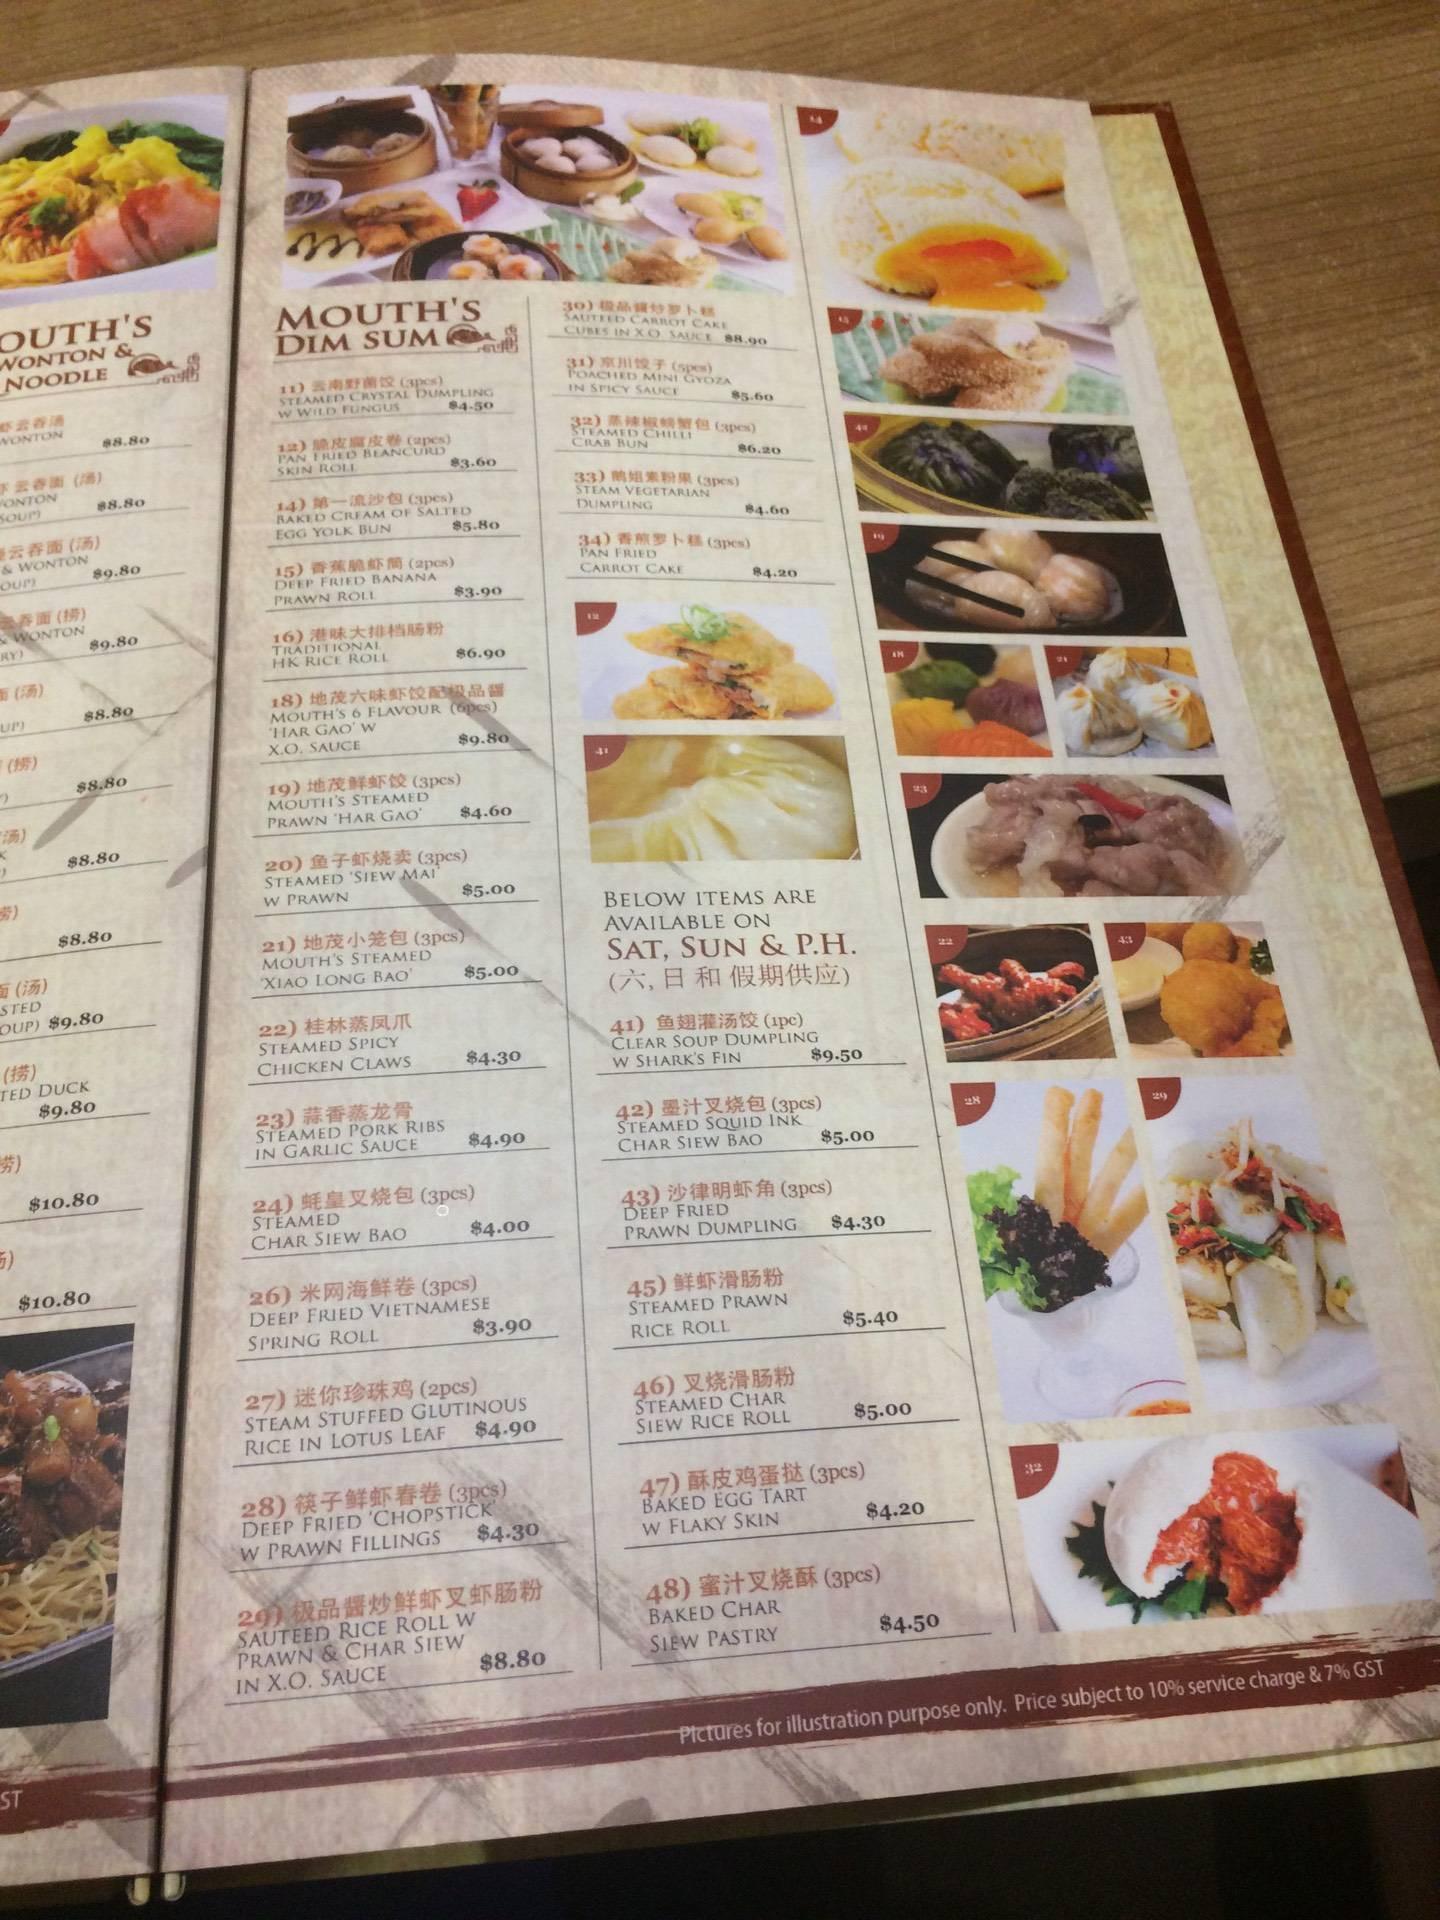 OUTH'S
WONTON &
NOODLE
虾云吞汤
WONTON $8.80
虾云吞面 (汤)
WONTON
SOUP) $8.80
云吞面 (汤)
& WONTON
OUP) $9.80
云吞面 (捞)
& WONTON
RY) $9.80
面 (汤)
UP) $8.80
(捞)
$8.80
汤)
$8.80
捞)
$8.80
面 (汤)
STED
OUP) $9.80
(捞)
TED DUCK
$9.80
捞)
$10.80
汤)
$10.80
ST
MOUTH'S
DIM SUM
11) 云南野菌饺 (3pcs)
STEAMED CRYSTAL DUMPLING
W WILD FUNGUS $4.50
12) 脆皮腐皮卷 (2pcs)
PAN FRIED BEANCURD
SKIN ROLL $3.60
14) 第一流沙包 (3pcs)
BAKED CREAM OF SALTED
EGG YOLK BUN $5.80
15) 香蕉脆虾筒 (2pcs)
DEEP FRIED BANANA
PRAWN ROLL $3.90
16) 港味大排档肠粉
TRADITIONAL
HK RICE ROLL $6.90
18) 地茂六味虾饺配极品酱
MOUTH'S 6 FLAVOUR (6pcs)
'HAR GAO' W
X.O. SAUCE $9.80
19) 地茂鲜虾饺 (3pcs)
MOUTH'S STEAMED
PRAWN 'HAR GAO' $4.60
20) 鱼子虾烧卖 (3pcs)
STEAMED 'SIEW MAI'
W PRAWN $5.00
21) 地茂小笼包 (3pcs)
MOUTH'S STEAMED
'XIAO LONG BAO' $5.00
22) 桂林蒸凤爪
STEAMED SPICY
CHICKEN CLAWS $4.30
23) 蒜香蒸龙骨
STEAMED PORK RIBS
IN GARLIC SAUCE $4.90
24) 蚝皇叉烧包 (3pcs)
STEAMED
CHAR SIEW BAO $4.00
26) 米网海鲜卷 (3pcs)
DEEP FRIED VIETNAMESE
SPRING ROLL $3.90
27) 迷你珍珠鸡 (2pcs)
STEAM STUFFED GLUTINOUS
RICE IN LOTUS LEAF $4.90
28) 筷子鲜虾春卷 (3pcs)
DEEP FRIED 'CHOPSTICK'
W PRAWN FILLINGS $4.30
29) 极品酱炒鲜虾叉虾肠粉
SAUTEED RICE ROLL W
PRAWN & CHAR SIEW
IN X.O. SAUCE $8.80
30) 极品酱炒萝卜糕
SAUTEED CARROT CAKE
CUBES IN X.O. SAUCE $8.90
31) 京川饺子 (5pcs)
POACHED MINI GYOZA
IN SPICY SAUCE $5.60
32) 蒸辣椒螃蟹包 (3pcs)
STEAMED CHILLI
CRAB BUN $6.20
33) 鹅姐素粉果 (3pcs)
STEAM VEGETARIAN
DUMPLING $4.60
34) 香煎萝卜糕 (3pcs)
PAN FRIED
CARROT CAKE $4.20
12
41
BELOW ITEMS ARE
AVAILABLE ON
SAT, SUN & P.H.
(六, 日 和 假期供应)
41) 鱼翅灌汤饺 (1pc)
CLEAR SOUP DUMPLING
W SHARK'S FIN $9.50
42) 墨汁叉烧包 (3pcs)
STEAMED SQUID INK
CHAR SIEW BAO $5.00
43) 沙律明虾角 (3pcs)
DEEP FRIED
PRAWN DUMPLING $4.30
45) 鲜虾滑肠粉
STEAMED PRAWN
RICE ROLL $5.40
46) 叉烧滑肠粉
STEAMED CHAR
SIEW RICE ROLL $5.00
47) 酥皮鸡蛋挞 (3pcs)
BAKED EGG TART
W FLAKY SKIN $4.20
48) 蜜汁叉烧酥 (3pcs)
BAKED CHAR
SIEW PASTRY $4.50
14
15
42
19
18
21
23
22
43
28
29
32
Pictures for illustration purpose only. Price subject to 10% service charge & 7% GST